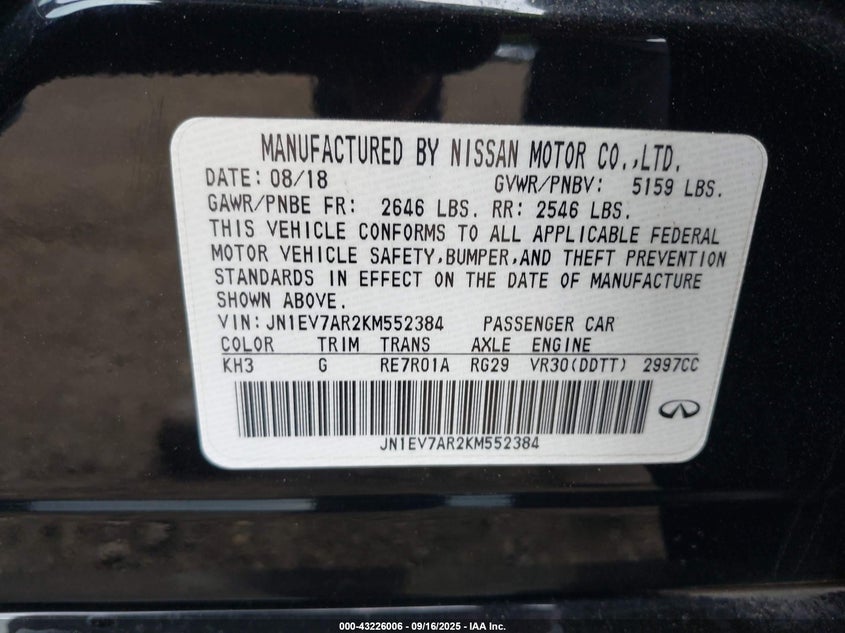 MANUFACTURED BY NISSAN MOTOR CO.,LTD.
DATE: 08/18 GVWR/PNBV: 5159 LBS.
GAWR/PNBE FR: 2646 LBS. RR: 2546 LBS.
THIS VEHICLE CONFORMS TO ALL APPLICABLE FEDERAL
MOTOR VEHICLE SAFETY,BUMPER,AND THEFT PREVENTION
STANDARDS IN EFFECT ON THE DATE OF MANUFACTURE
SHOWN ABOVE.
VIN: JN1EV7AR2KM552384 PASSENGER CAR
COLOR TRIM TRANS AXLE ENGINE
KH3 G RE7R01A RG29 VR30(DDTT) 2997CC
JN1EV7AR2KM552384
000-43226006 - 09/16/2025 - IAA Inc.